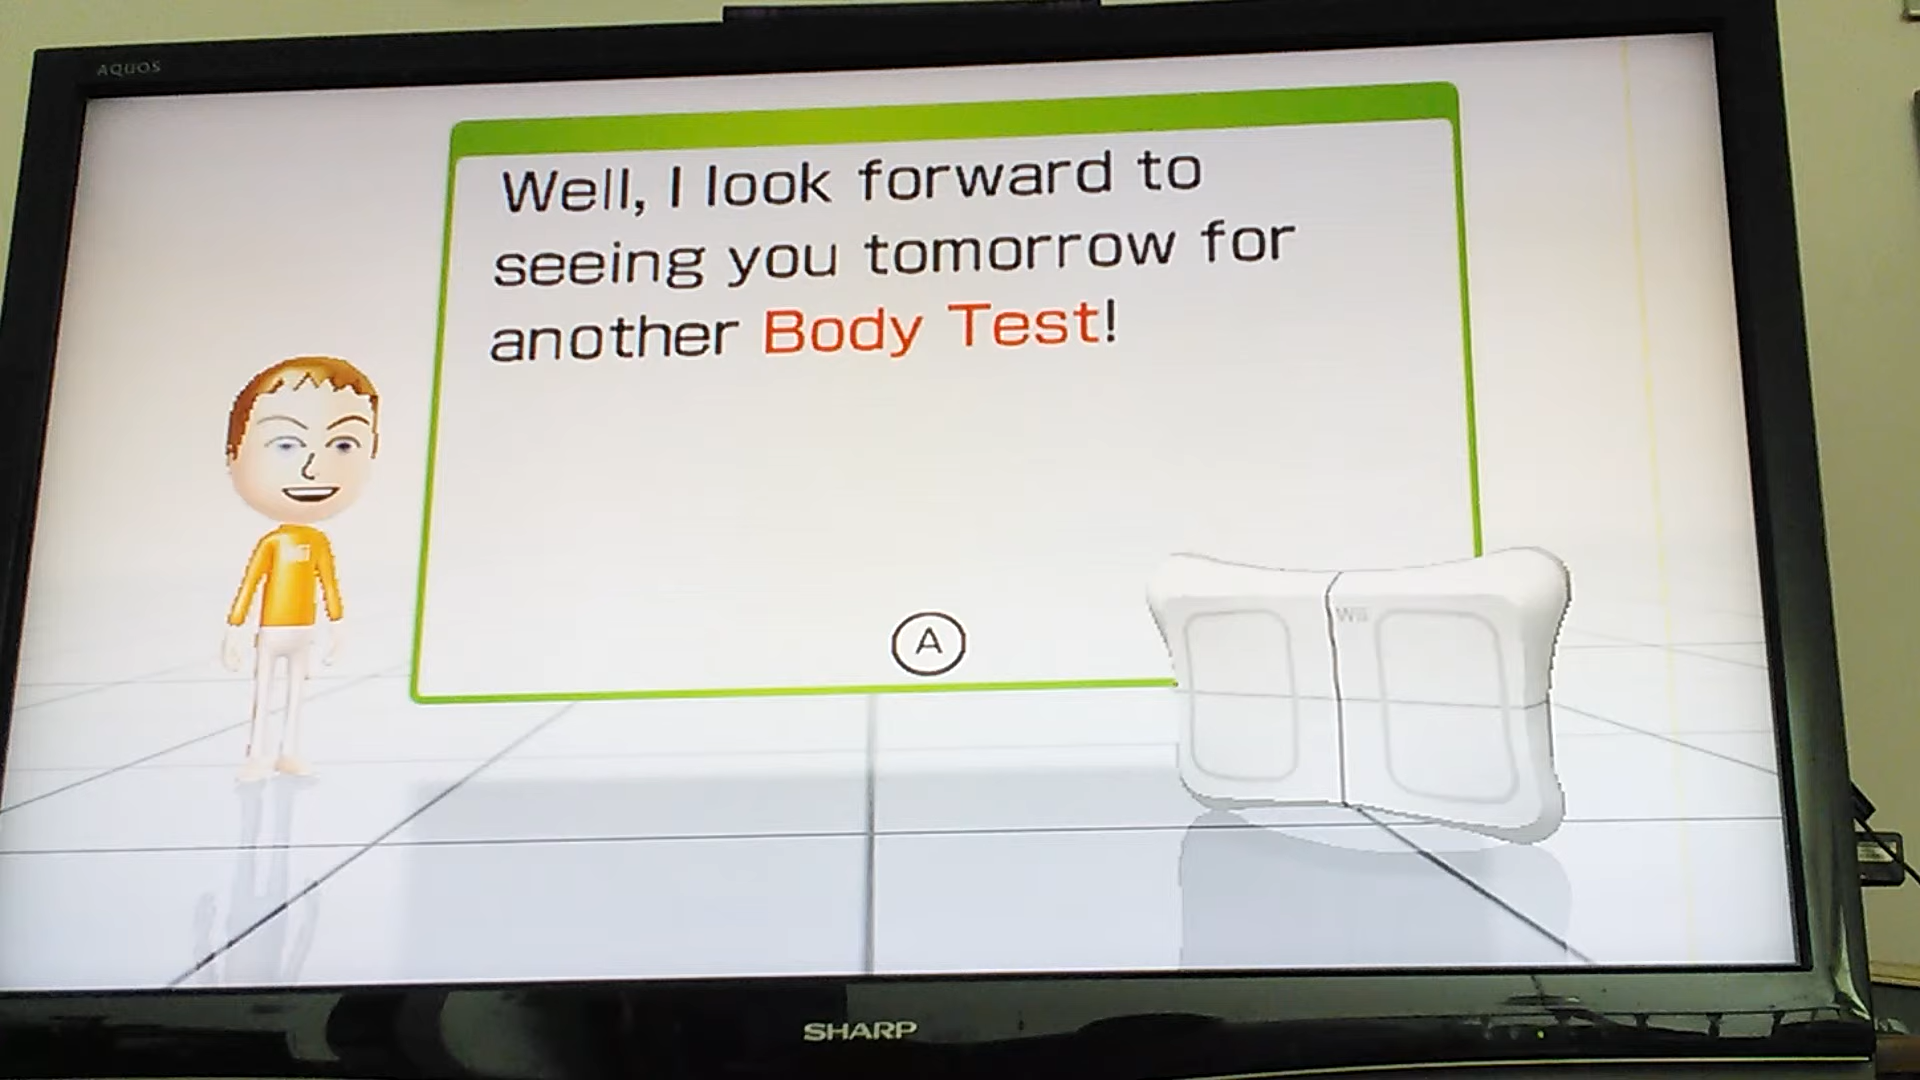 AQUOS
Well, I look forward to
seeing you tomorrow for
another Body Test!
A
Wii
SHARP